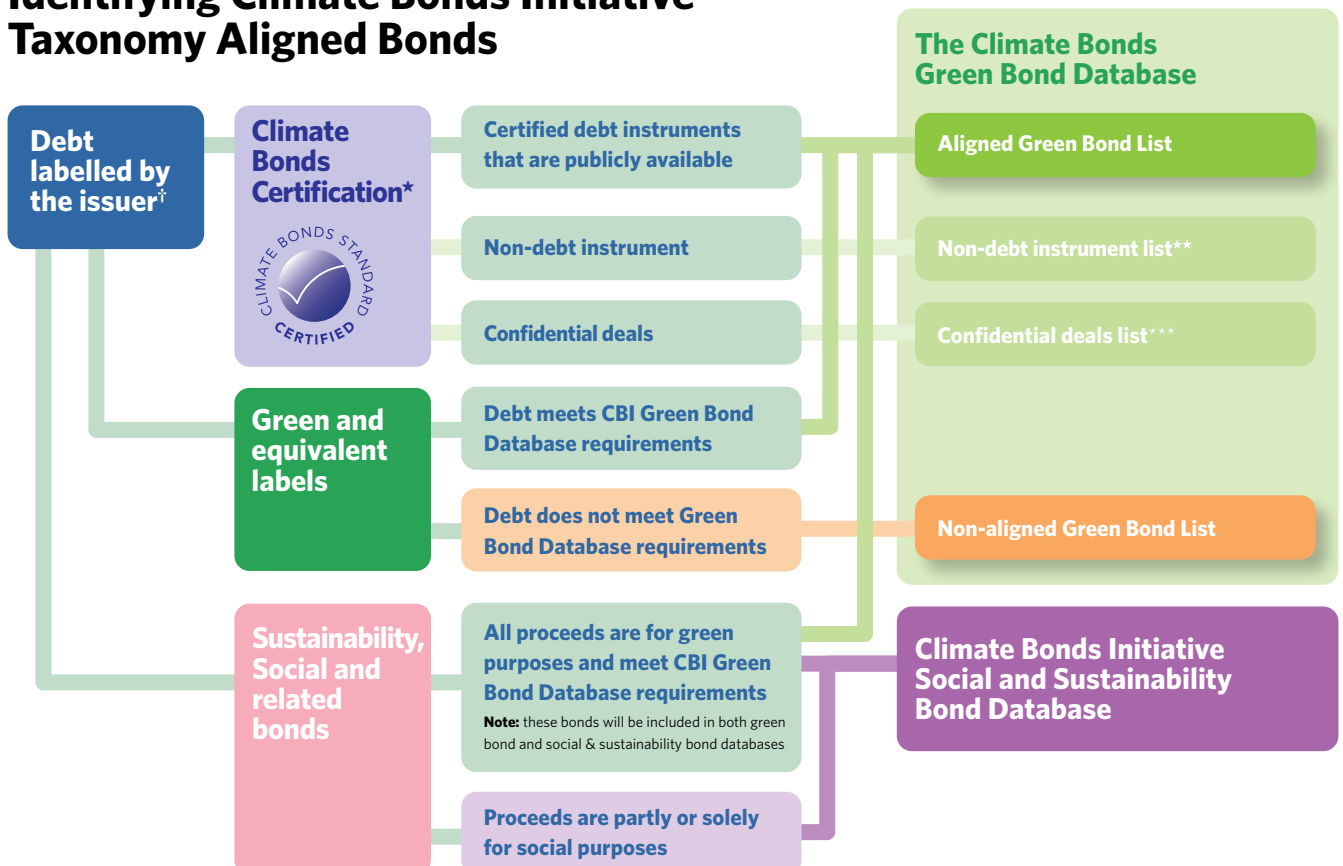 Identifying Climate Bonds Initiative
Taxonomy Aligned Bonds
The Climate Bonds
Green Bond Database
Debt
labelled by
the issuer†
Climate
Bonds
Certification*
CLIMATE BONDS STANDARD
CERTIFIED
Certified debt instruments
that are publicly available
Aligned Green Bond List
Non-debt instrument
Non-debt instrument list**
Confidential deals
Confidential deals list***
Green and
equivalent
labels
Debt meets CBI Green Bond
Database requirements
Debt does not meet Green
Bond Database requirements
Non-aligned Green Bond List
Sustainability,
Social and
related
bonds
All proceeds are for green
purposes and meet CBI Green
Bond Database requirements
Note: these bonds will be included in both green
bond and social & sustainability bond databases
Climate Bonds Initiative
Social and Sustainability
Bond Database
Proceeds are partly or solely
for social purposes